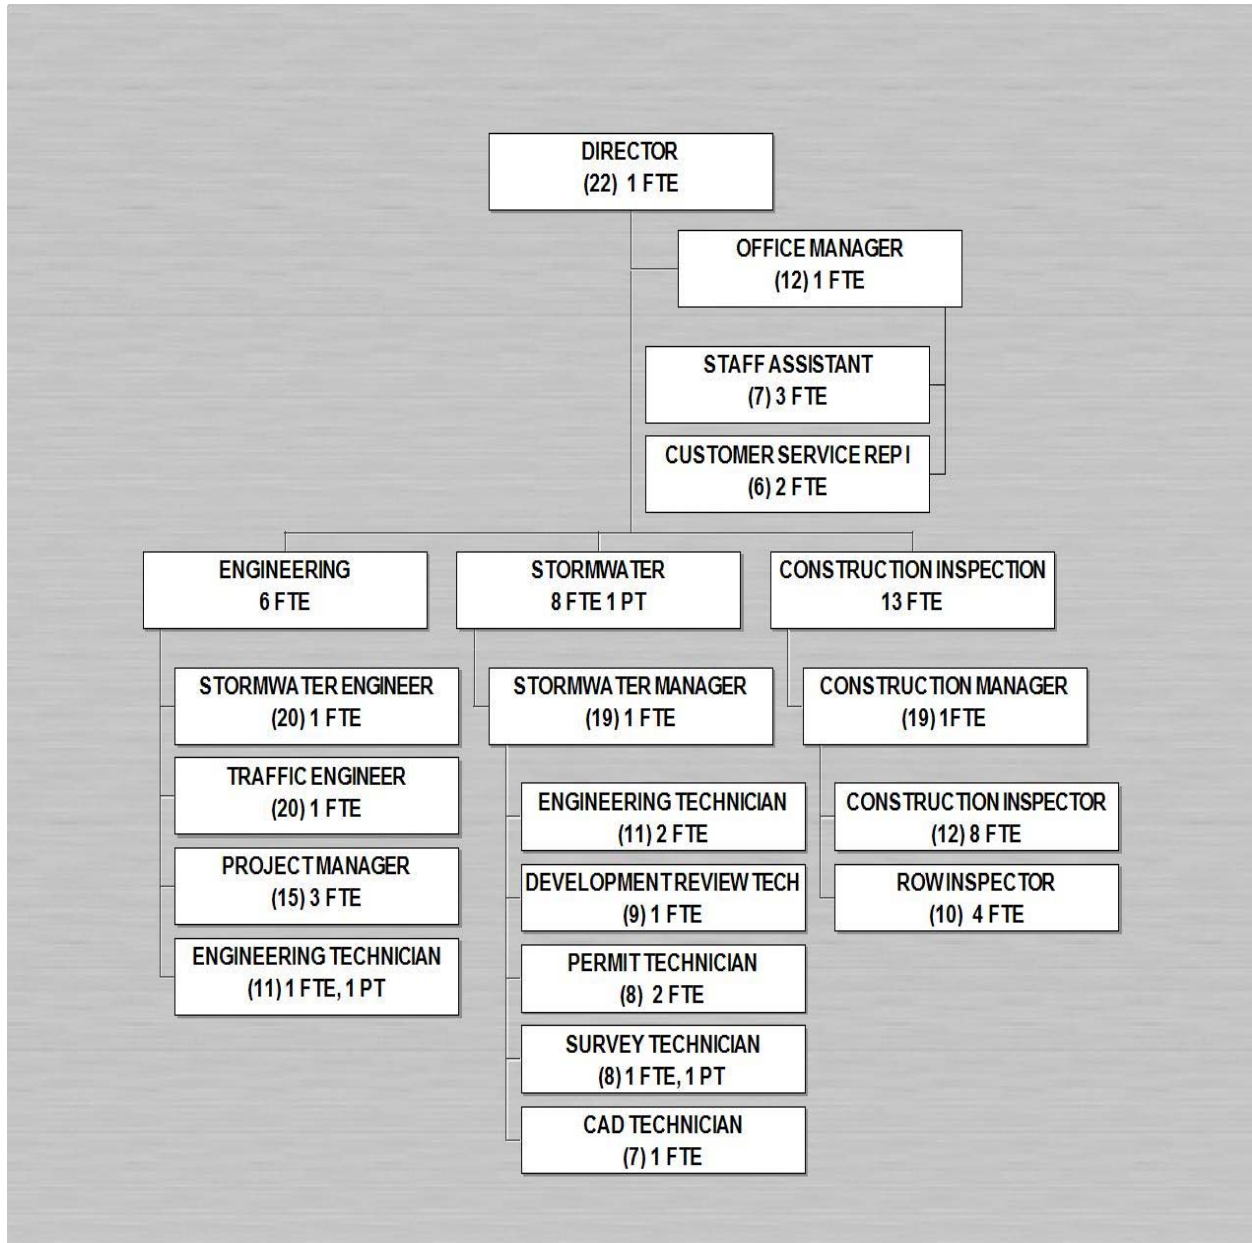 DIRECTOR
(22) 1 FTE
OFFICE MANAGER
(12) 1 FTE
STAFF ASSISTANT
(7) 3 FTE
CUSTOMER SERVICE REP I
(6) 2 FTE
ENGINEERING
6 FTE
STORMWATER
8 FTE 1 PT
CONSTRUCTION INSPECTION
13 FTE
STORMWATER ENGINEER
(20) 1 FTE
TRAFFIC ENGINEER
(20) 1 FTE
PROJECT MANAGER
(15) 3 FTE
ENGINEERING TECHNICIAN
(11) 1 FTE, 1 PT
STORMWATER MANAGER
(19) 1 FTE
ENGINEERING TECHNICIAN
(11) 2 FTE
DEVELOPMENT REVIEW TECH
(9) 1 FTE
PERMIT TECHNICIAN
(8) 2 FTE
SURVEY TECHNICIAN
(8) 1 FTE, 1 PT
CAD TECHNICIAN
(7) 1 FTE
CONSTRUCTION MANAGER
(19) 1FTE
CONSTRUCTION INSPECTOR
(12) 8 FTE
ROW INSPECTOR
(10) 4 FTE